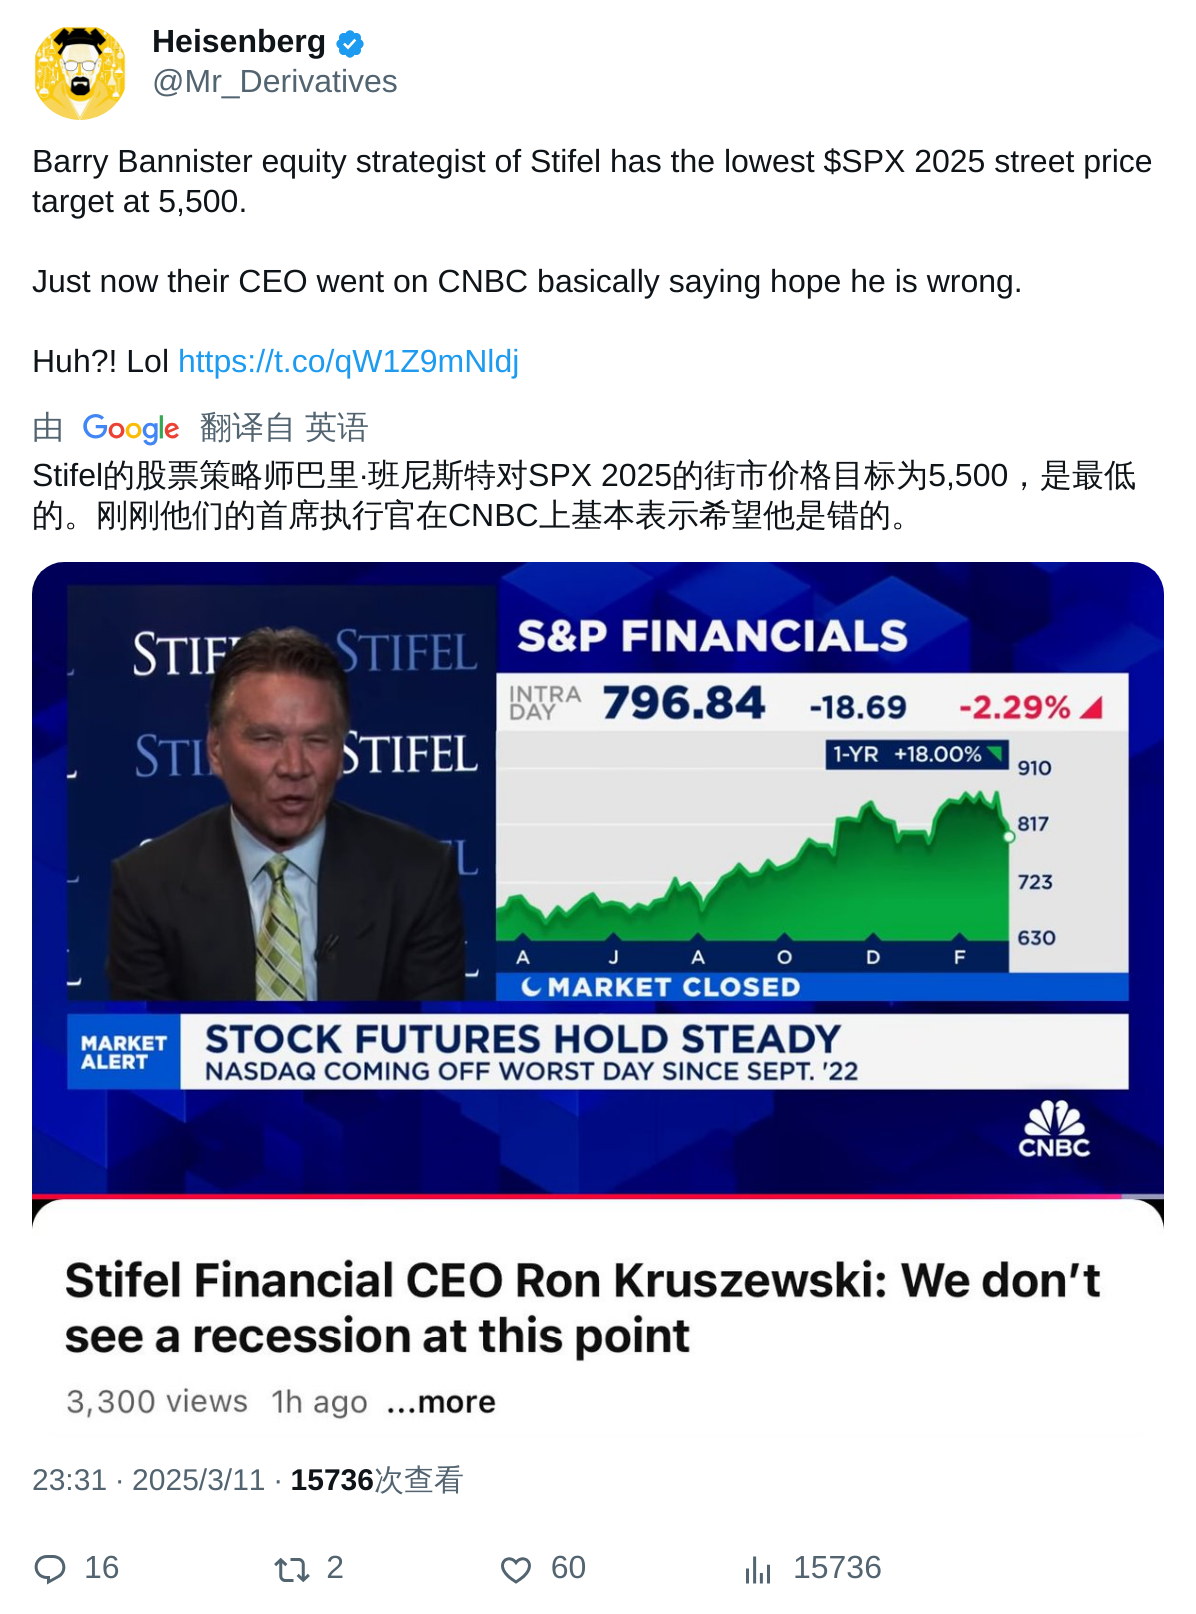 Heisenberg
@Mr_Derivatives
Barry Bannister equity strategist of Stifel has the lowest $SPX 2025 street price
target at 5,500.
Just now their CEO went on CNBC basically saying hope he is wrong.
Huh?! Lol https://t.co/qW1Z9mNldj
由 Google 翻译自 英语
Stifel的股票策略师巴里·班尼斯特对SPX 2025的街市价格目标为5,500，是最低
的。刚刚他们的首席执行官在CNBC上基本表示希望他是错的。
STIF STIFEL
STI STIFEL
L
S&P FINANCIALS
INTRA
DAY 796.84 -18.69 -2.29%
1-YR +18.00%
910
817
723
630
A J A O D F
MARKET CLOSED
MARKET
ALERT
STOCK FUTURES HOLD STEADY
NASDAQ COMING OFF WORST DAY SINCE SEPT. '22
CNBC
Stifel Financial CEO Ron Kruszewski: We don't
see a recession at this point
3,300 views 1h ago ...more
23:31 · 2025/3/11 · 15736次查看
16 2 60 15736